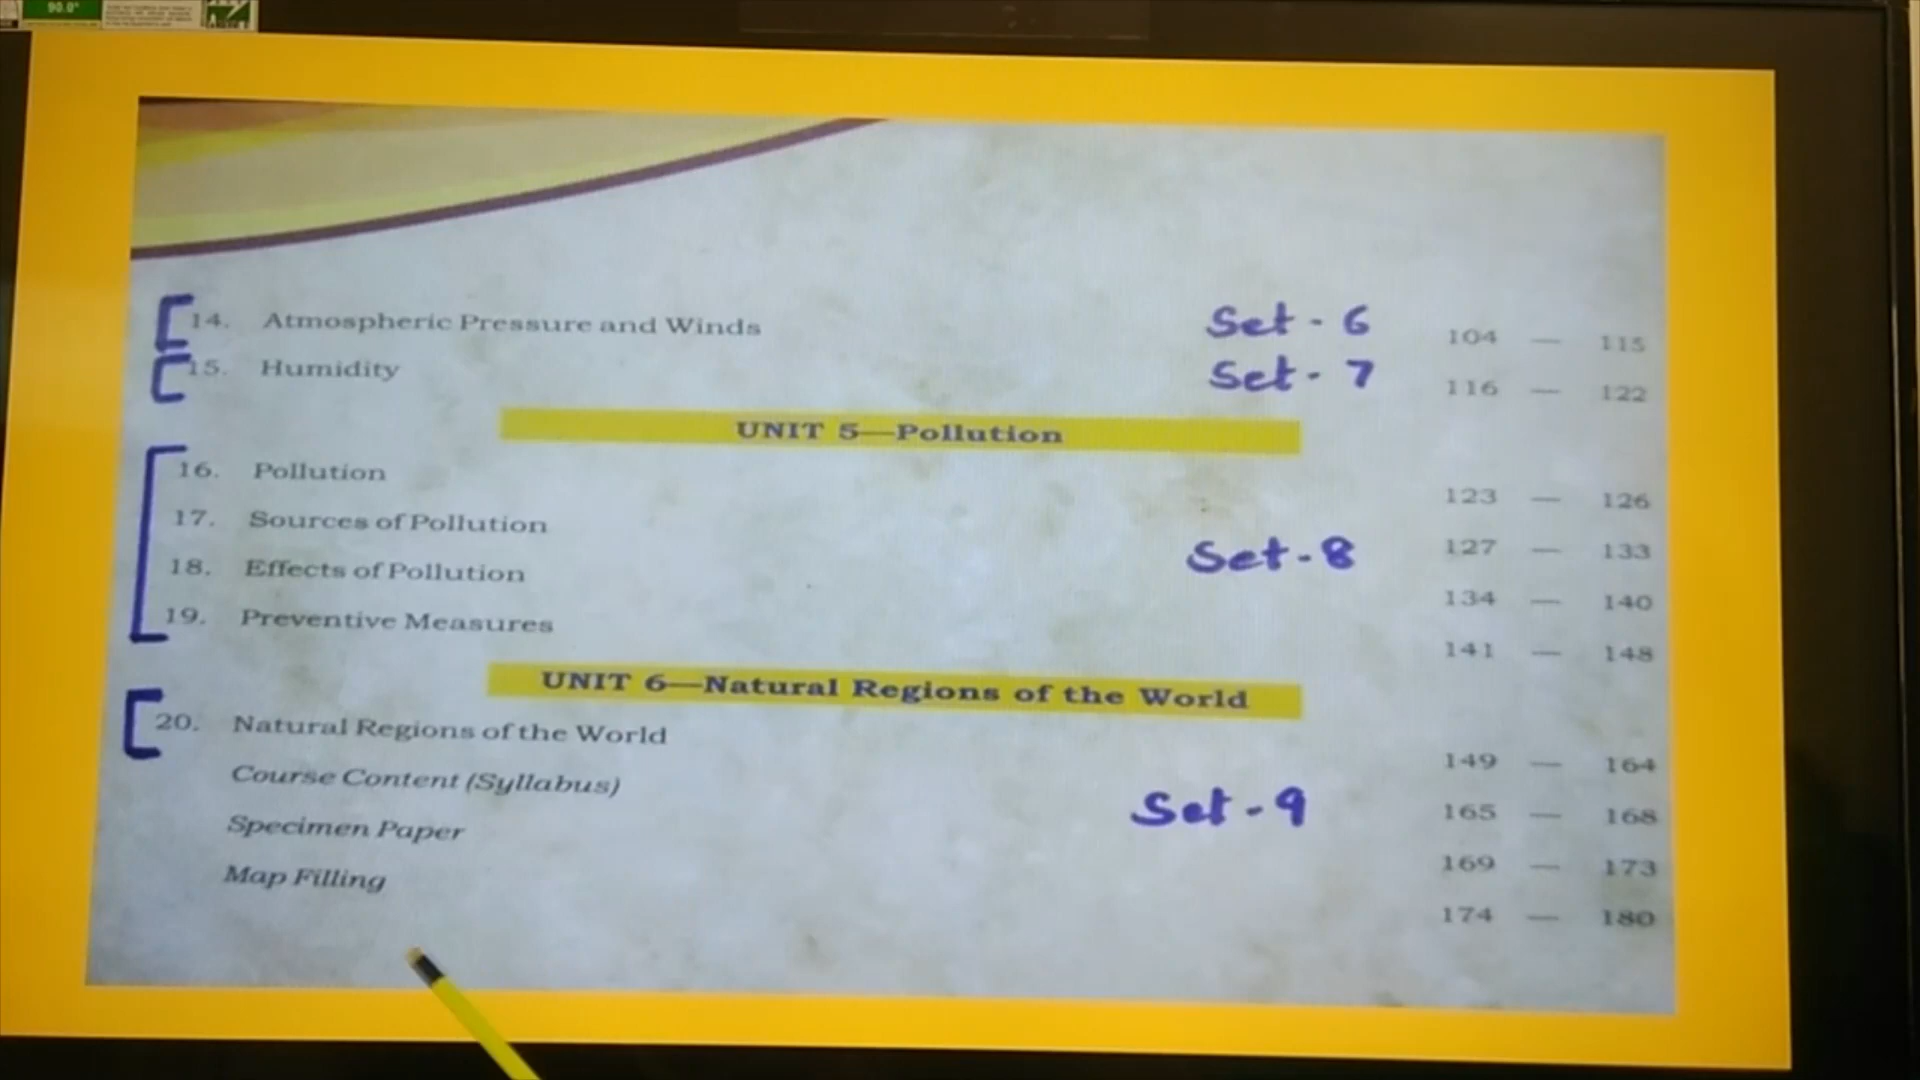 90.0°
14. Atmospheric Pressure and Winds Set - 6 104 — 115
15. Humidity Set - 7 116 — 122
UNIT 5—Pollution
16. Pollution 123 — 126
17. Sources of Pollution 127 — 133
Set - 8
18. Effects of Pollution 134 — 140
19. Preventive Measures 141 — 148
UNIT 6—Natural Regions of the World
20. Natural Regions of the World 149 — 164
Course Content (Syllabus) 165 — 168
Set - 9
Specimen Paper 169 — 173
Map Filling 174 — 180